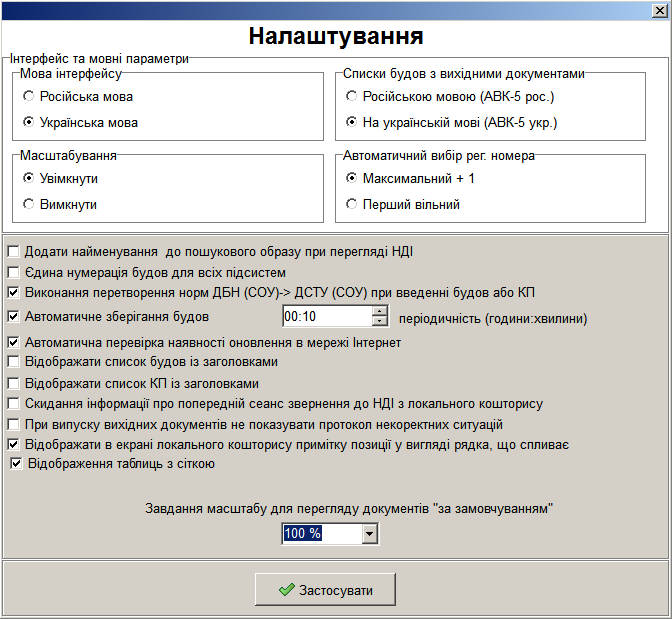 Налаштування
Інтерфейс та мовні параметри
Мова інтерфейсу
Російська мова
Українська мова
Списки будов з вихідними документами
Російською мовою (АВК-5 рос.)
На українській мові (АВК-5 укр.)
Масштабування
Увімкнути
Вимкнути
Автоматичний вибір рег. номера
Максимальний + 1
Перший вільний
Додати найменування до пошукового образу при перегляді НДІ
Єдина нумерація будов для всіх підсистем
Виконання перетворення норм ДБН (СОУ)-> ДСТУ (СОУ) при введенні будов або КП
Автоматичне зберігання будов 00:10 періодичність (години:хвилини)
Автоматична перевірка наявності оновлення в мережі Інтернет
Відображати список будов із заголовками
Відображати список КП із заголовками
Скидання інформації про попередній сеанс звернення до НДІ з локального кошторису
При випуску вихідних документів не показувати протокол некоректних ситуацій
Відображати в екрані локального кошторису примітку позиції у вигляді рядка, що спливає
Відображення таблиць з сіткою
Завдання масштабу для перегляду документів "за замовчуванням"
100 %
Застосувати